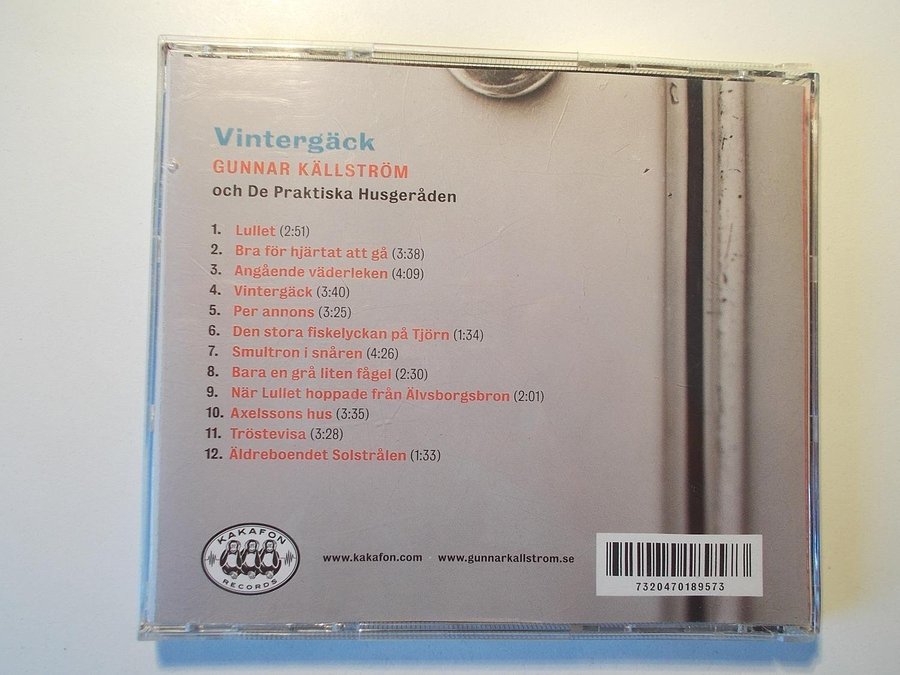 Vintergäck
GUNNAR KÄLLSTRÖM
och De Praktiska Husgeråden
1. Lullet (2:51)
2. Bra för hjärtat att gå (3:38)
3. Angående väderleken (4:09)
4. Vintergäck (3:40)
5. Per annons (3:25)
6. Den stora fiskelyckan på Tjörn (1:34)
7. Smultron i snåren (4:26)
8. Bara en grå liten fågel (2:30)
9. När Lullet hoppade från Älvsborgsbron (2:01)
10. Axelssons hus (3:35)
11. Tröstevisa (3:28)
12. Äldreboendet Solstrålen (1:33)
KAKAFON
RECORDS
www.kakafon.com · www.gunnarkallstrom.se
7320470189573